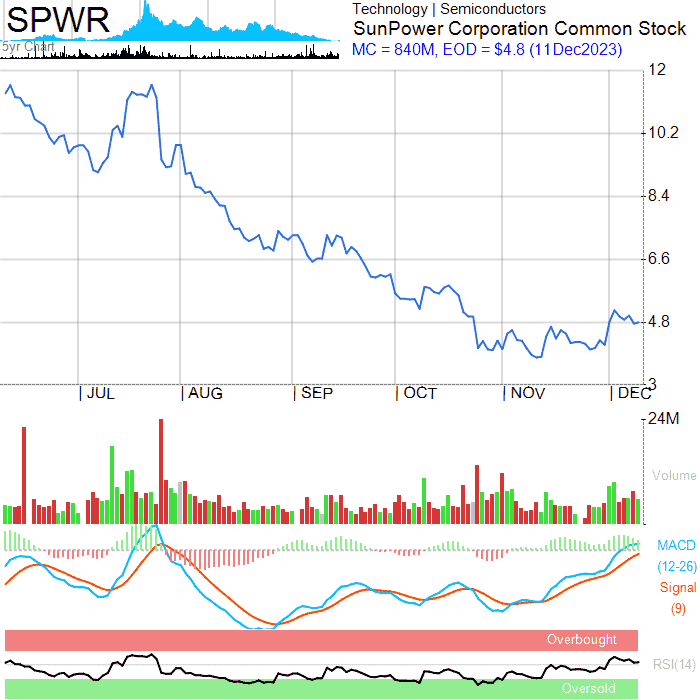 SPWR
5yr Chart
Technology | Semiconductors
SunPower Corporation Common Stock
MC = 840M, EOD = $4.8 (11Dec2023)
12
10.2
8.4
6.6
4.8
3
JUL AUG SEP OCT NOV DEC
24M
Volume
MACD
(12-26)
Signal
(9)
Overbought
RSI(14)
Oversold